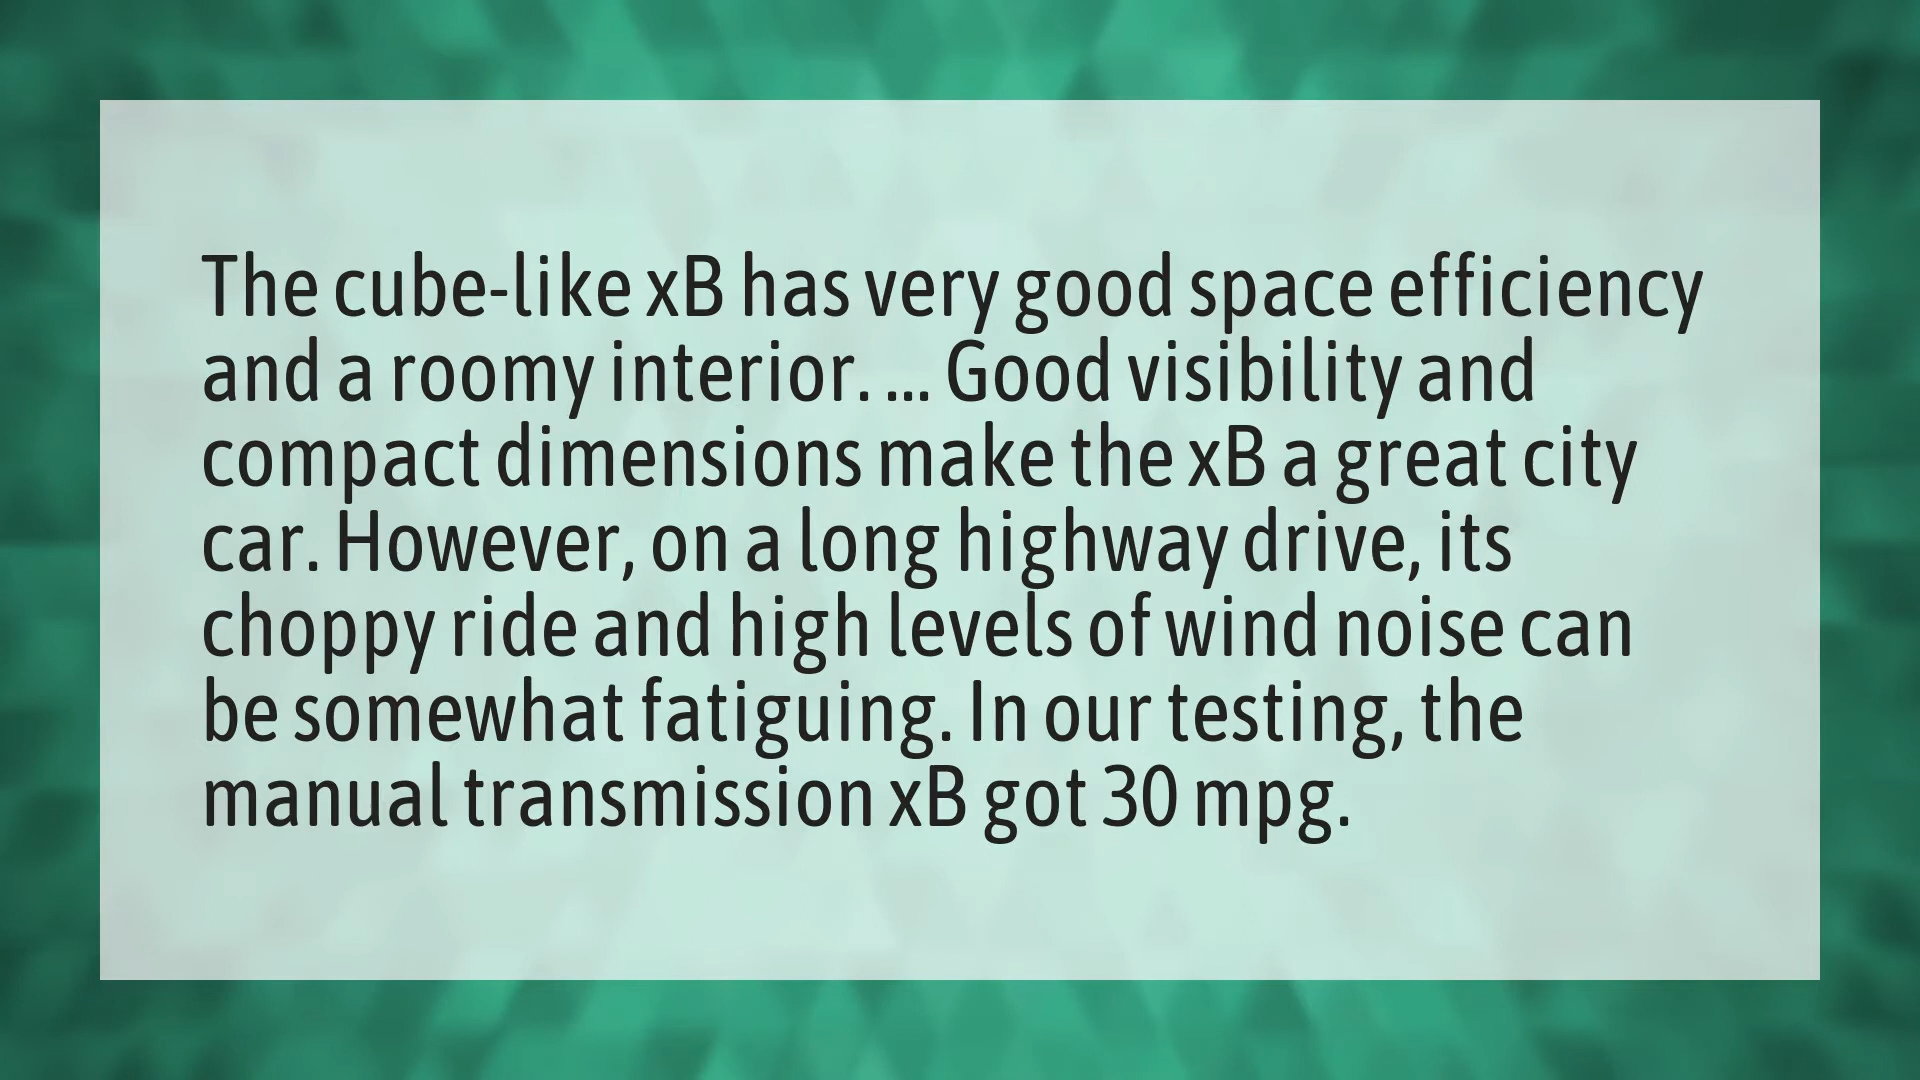 The cube-like xB has very good space efficiency
and a roomy interior. ... Good visibility and
compact dimensions make the xB a great city
car. However, on a long highway drive, its
choppy ride and high levels of wind noise can
be somewhat fatiguing. In our testing, the
manual transmission xB got 30 mpg.